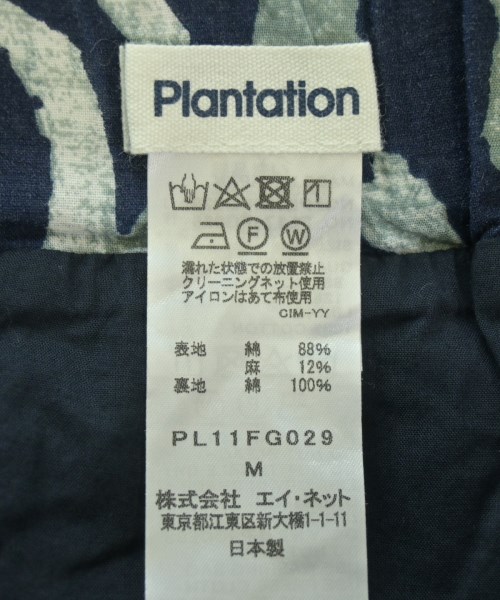 Plantation
F W
濡れた状態での放置禁止
クリーニングネット使用
アイロンはあて布使用
CIM-YY
表地 綿 88%
麻 12%
裏地 綿 100%
PL11FG029
M
株式会社 エイ・ネット
東京都江東区新大橋1-1-11
日本製